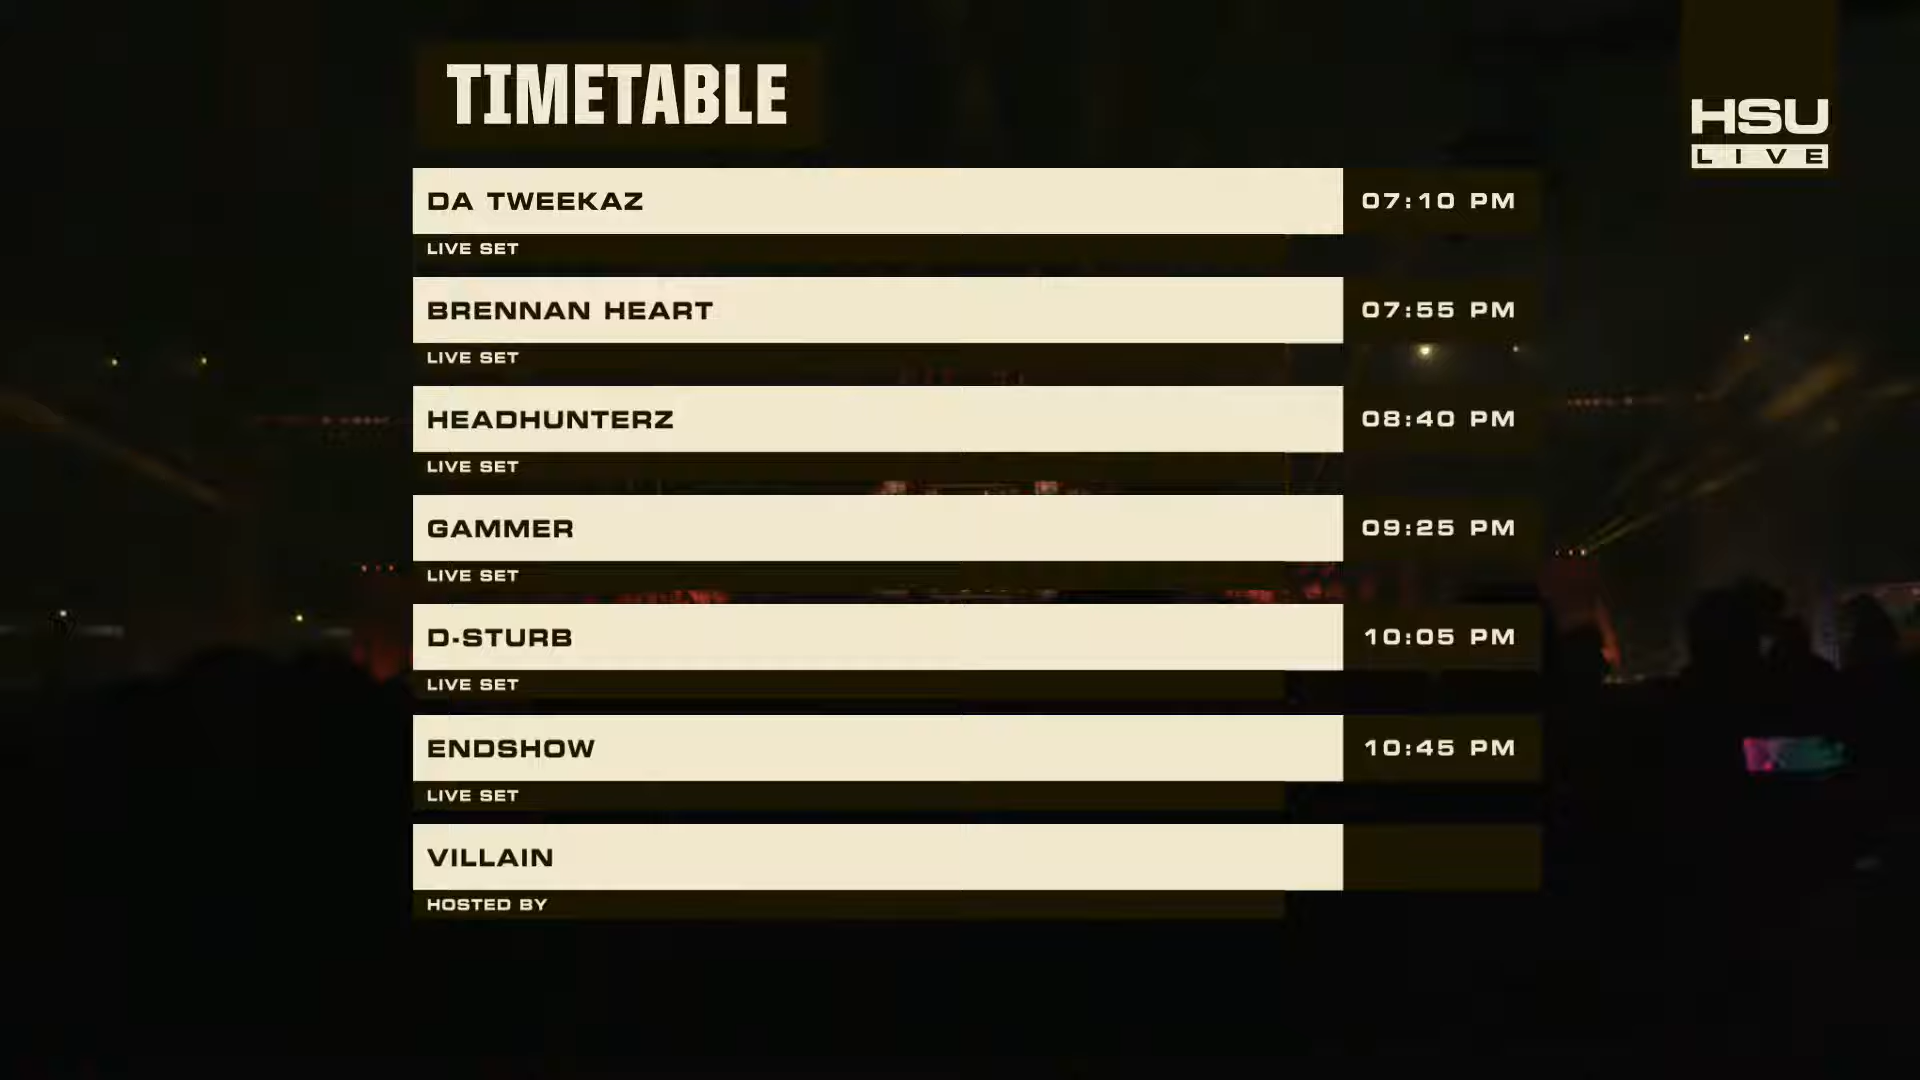 TIMETABLE
HSU
LIVE
DA TWEEKAZ 07:10 PM
LIVE SET
BRENNAN HEART 07:55 PM
LIVE SET
HEADHUNTERZ 08:40 PM
LIVE SET
GAMMER 09:25 PM
LIVE SET
D-STURB 10:05 PM
LIVE SET
ENDSHOW 10:45 PM
LIVE SET
VILLAIN
HOSTED BY